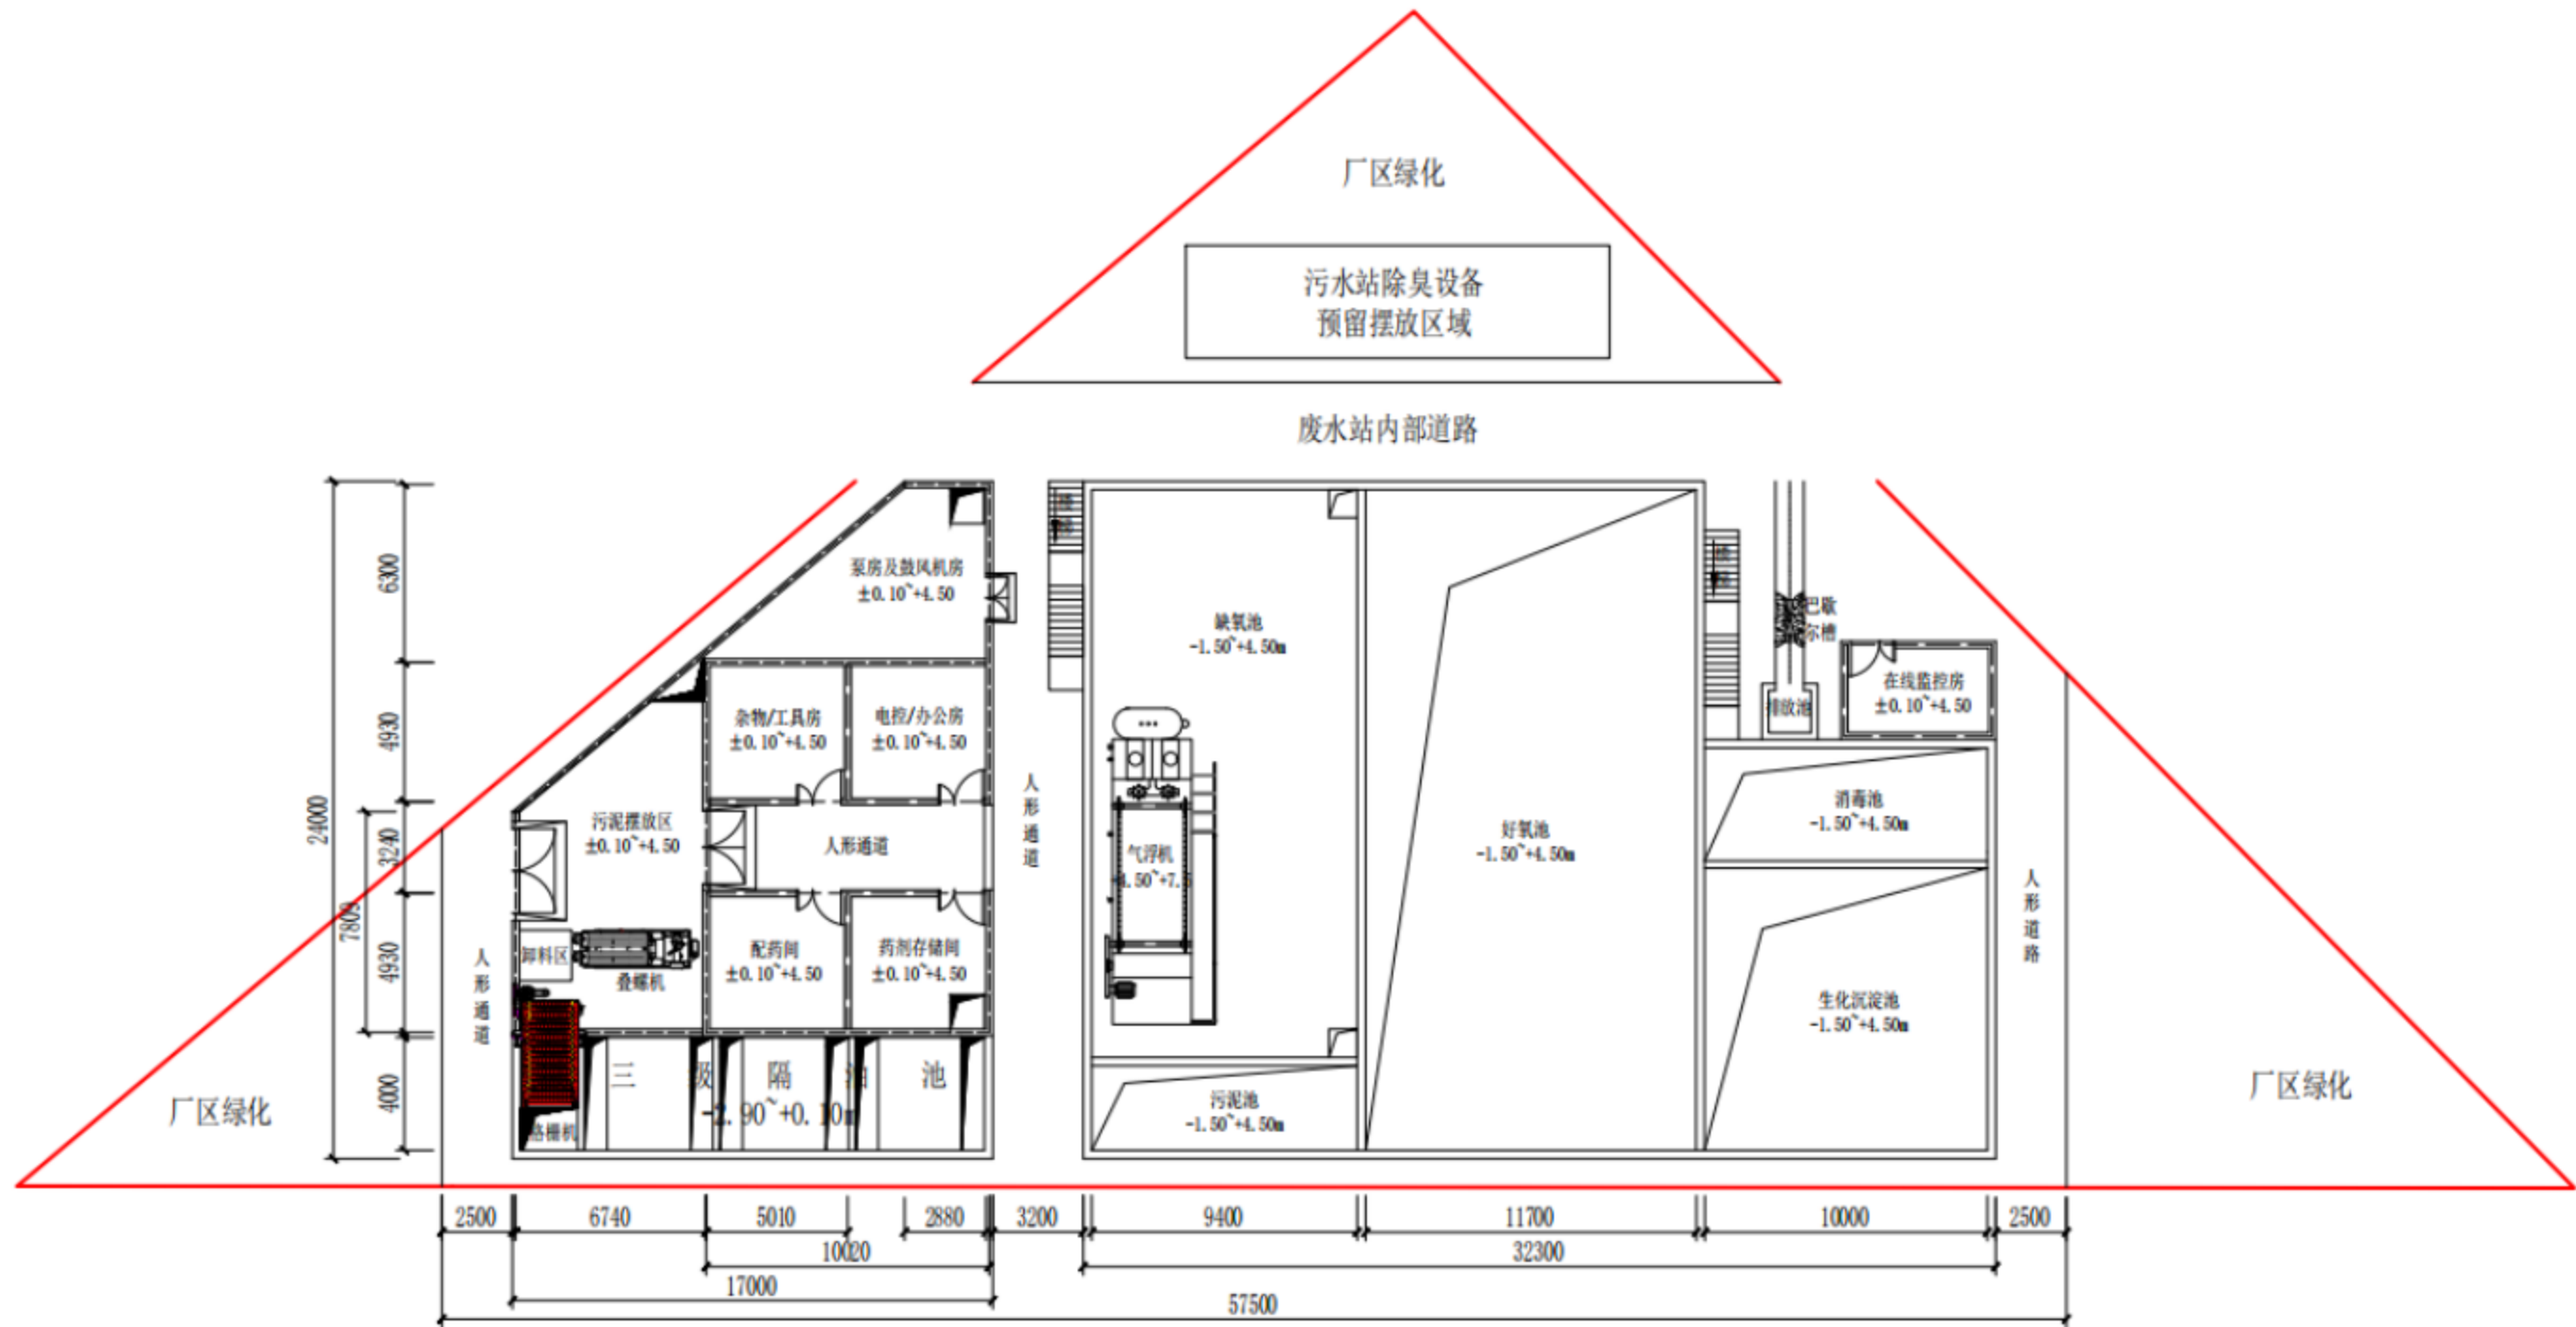 厂区绿化
污水站除臭设备
预留摆放区域
废水站内部道路
泵房及鼓风机房
±0.10~+4.50
杂物/工具房
±0.10~+4.50
电控/办公房
±0.10~+4.50
污泥摆放区
±0.10~+4.50
人形通道
卸料区
叠螺机
配药间
±0.10~+4.50
药剂存储间
±0.10~+4.50
三级隔油池
-2.90~+0.10m
格栅机
人形通道
厂区绿化
人形通道
缺氧池
-1.50~+4.50m
气浮机
污泥池
-1.50~+4.50m
好氧池
-1.50~+4.50m
巴歇
尔槽
排放池
在线监控房
±0.10~+4.50
消毒池
-1.50~+4.50m
生化沉淀池
-1.50~+4.50m
人形道路
厂区绿化
24000
6300
4930
3240
7809
4930
4000
2500
6740
5010
2880
3200
9400
11700
10000
2500
10020
32300
17000
57500